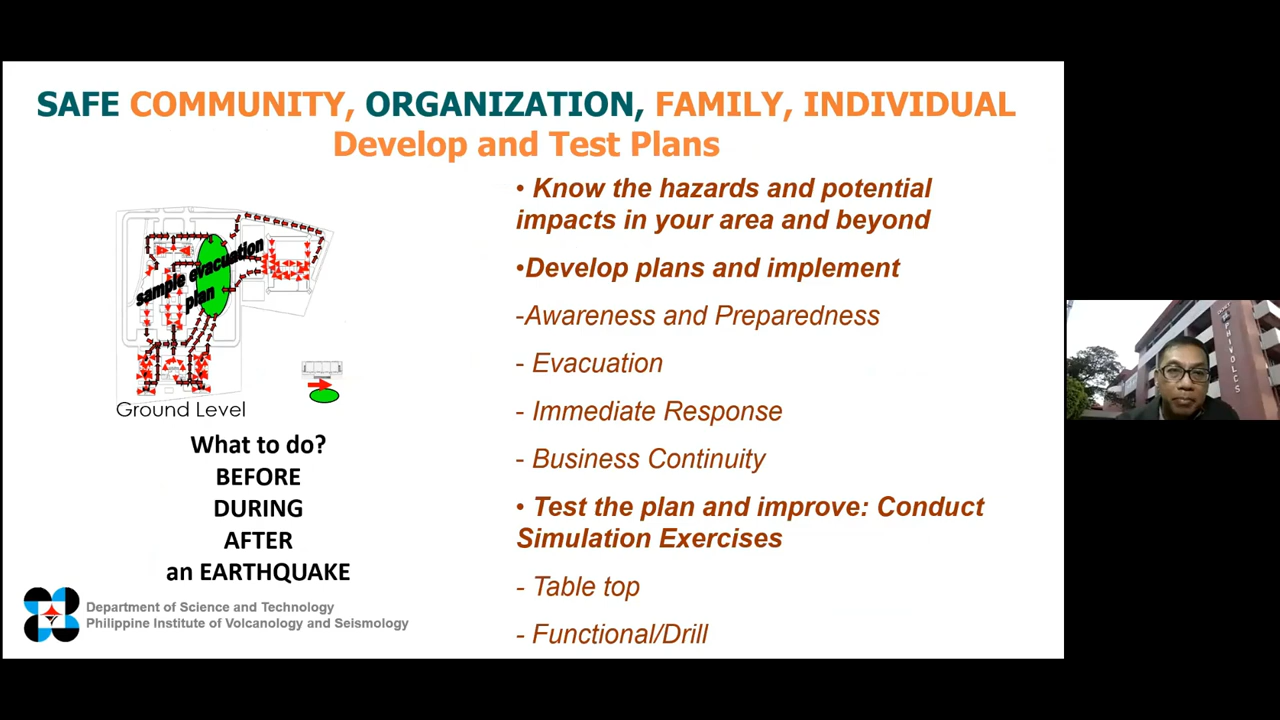 SAFE COMMUNITY, ORGANIZATION, FAMILY, INDIVIDUAL
Develop and Test Plans
sample evacuation
plan
Ground Level
What to do?
BEFORE
DURING
AFTER
an EARTHQUAKE
Department of Science and Technology
Philippine Institute of Volcanology and Seismology
• Know the hazards and potential
impacts in your area and beyond
•Develop plans and implement
-Awareness and Preparedness
- Evacuation
- Immediate Response
- Business Continuity
• Test the plan and improve: Conduct
Simulation Exercises
- Table top
- Functional/Drill
PHIVOLCS